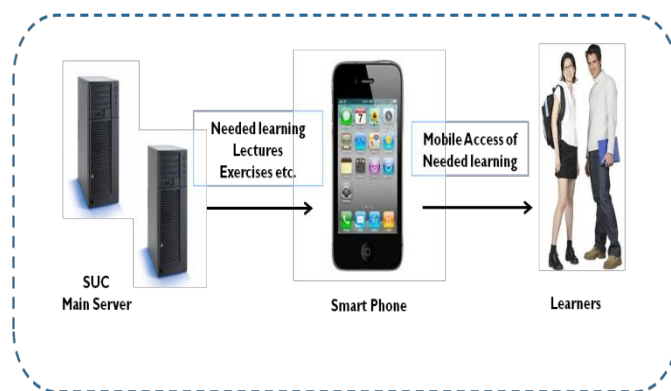 Needed learning
Lectures
Exercises etc.
Mobile Access of
Needed learning
SUC
Main Server
Smart Phone
Learners